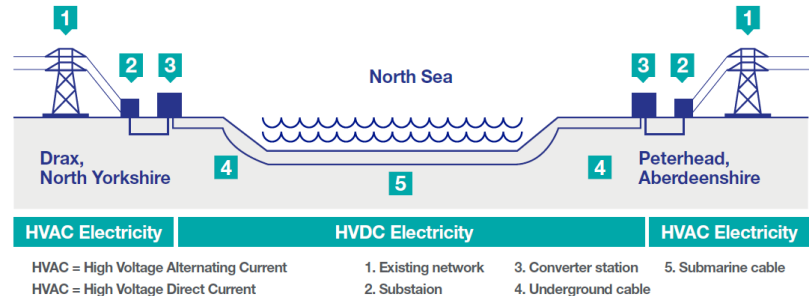 1
1
2
3
3
2
North Sea
Drax,
North Yorkshire
Peterhead,
Aberdeenshire
4
4
5
HVAC Electricity
HVDC Electricity
HVAC Electricity
HVAC = High Voltage Alternating Current
1. Existing network
3. Converter station
5. Submarine cable
HVAC = High Voltage Direct Current
2. Substaion
4. Underground cable